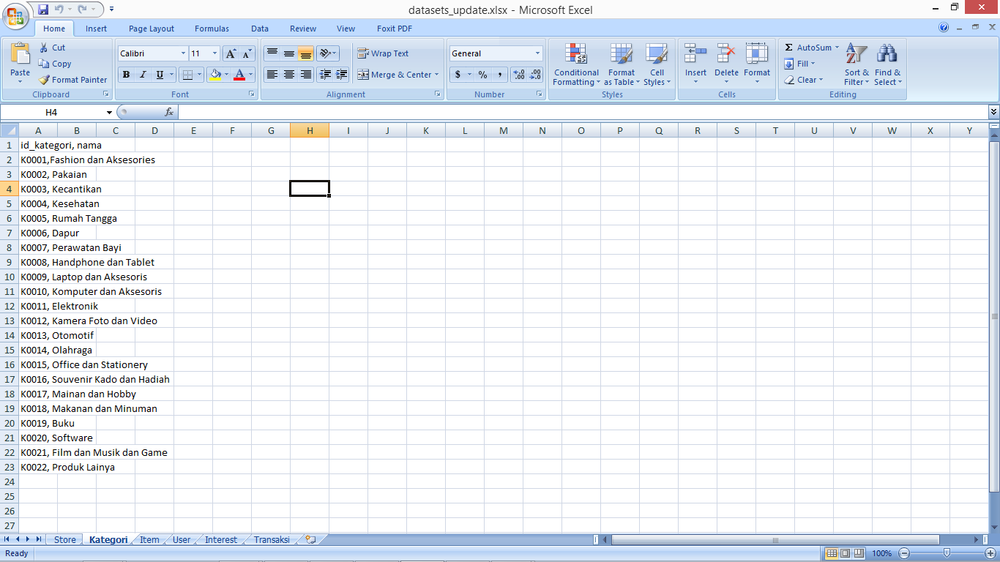 datasets_update.xlsx - Microsoft Excel
Home Insert Page Layout Formulas Data Review View Foxit PDF
Paste Cut Copy Format Painter Clipboard
Calibri 11 B I U A A A Font
Wrap Text Merge & Center Alignment
General $ % , Number
Conditional Formatting Format as Table Cell Styles Styles
Insert Delete Format Cells
Σ AutoSum Fill Clear Sort & Filter Find & Select Editing
H4 fx
A B C D E F G H I J K L M N O P Q R S T U V W X Y
1 id_kategori, nama
2 K0001,Fashion dan Aksesories
3 K0002, Pakaian
4 K0003, Kecantikan
5 K0004, Kesehatan
6 K0005, Rumah Tangga
7 K0006, Dapur
8 K0007, Perawatan Bayi
9 K0008, Handphone dan Tablet
10 K0009, Laptop dan Aksesoris
11 K0010, Komputer dan Aksesoris
12 K0011, Elektronik
13 K0012, Kamera Foto dan Video
14 K0013, Otomotif
15 K0014, Olahraga
16 K0015, Office dan Stationery
17 K0016, Souvenir Kado dan Hadiah
18 K0017, Mainan dan Hobby
19 K0018, Makanan dan Minuman
20 K0019, Buku
21 K0020, Software
22 K0021, Film dan Musik dan Game
23 K0022, Produk Lainya
24
25
26
27
Store Kategori Item User Interest Transaksi
Ready 100%